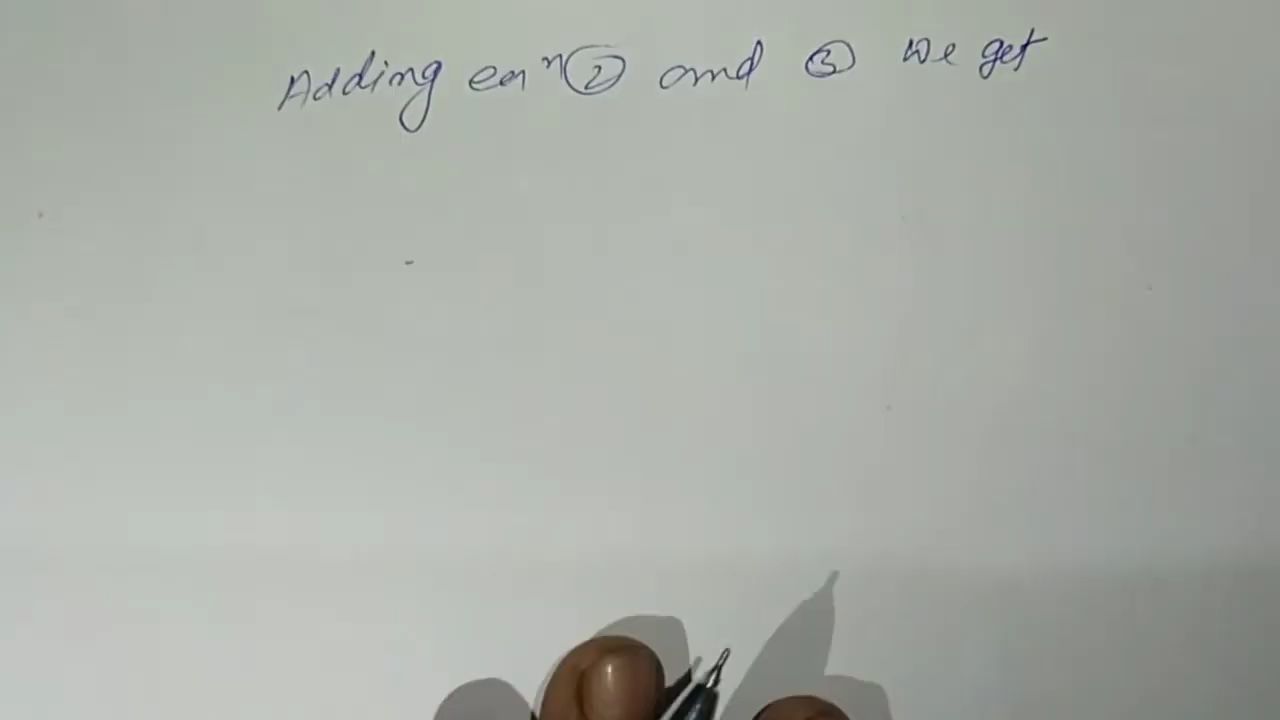 Adding eqⁿ ② and ③ we get